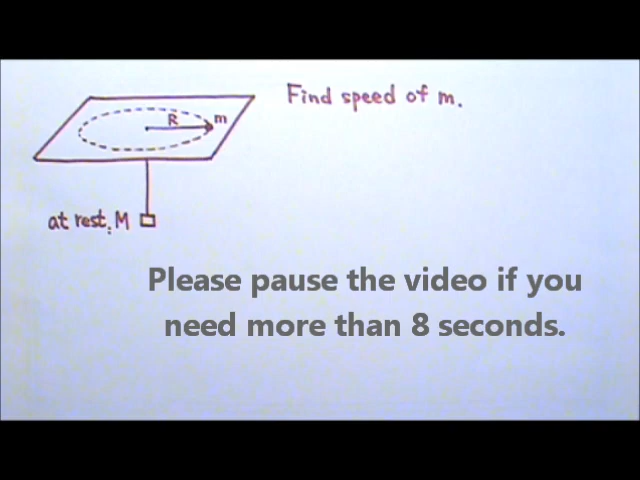 Find speed of m.
R
m
at rest: M
Please pause the video if you
need more than 8 seconds.